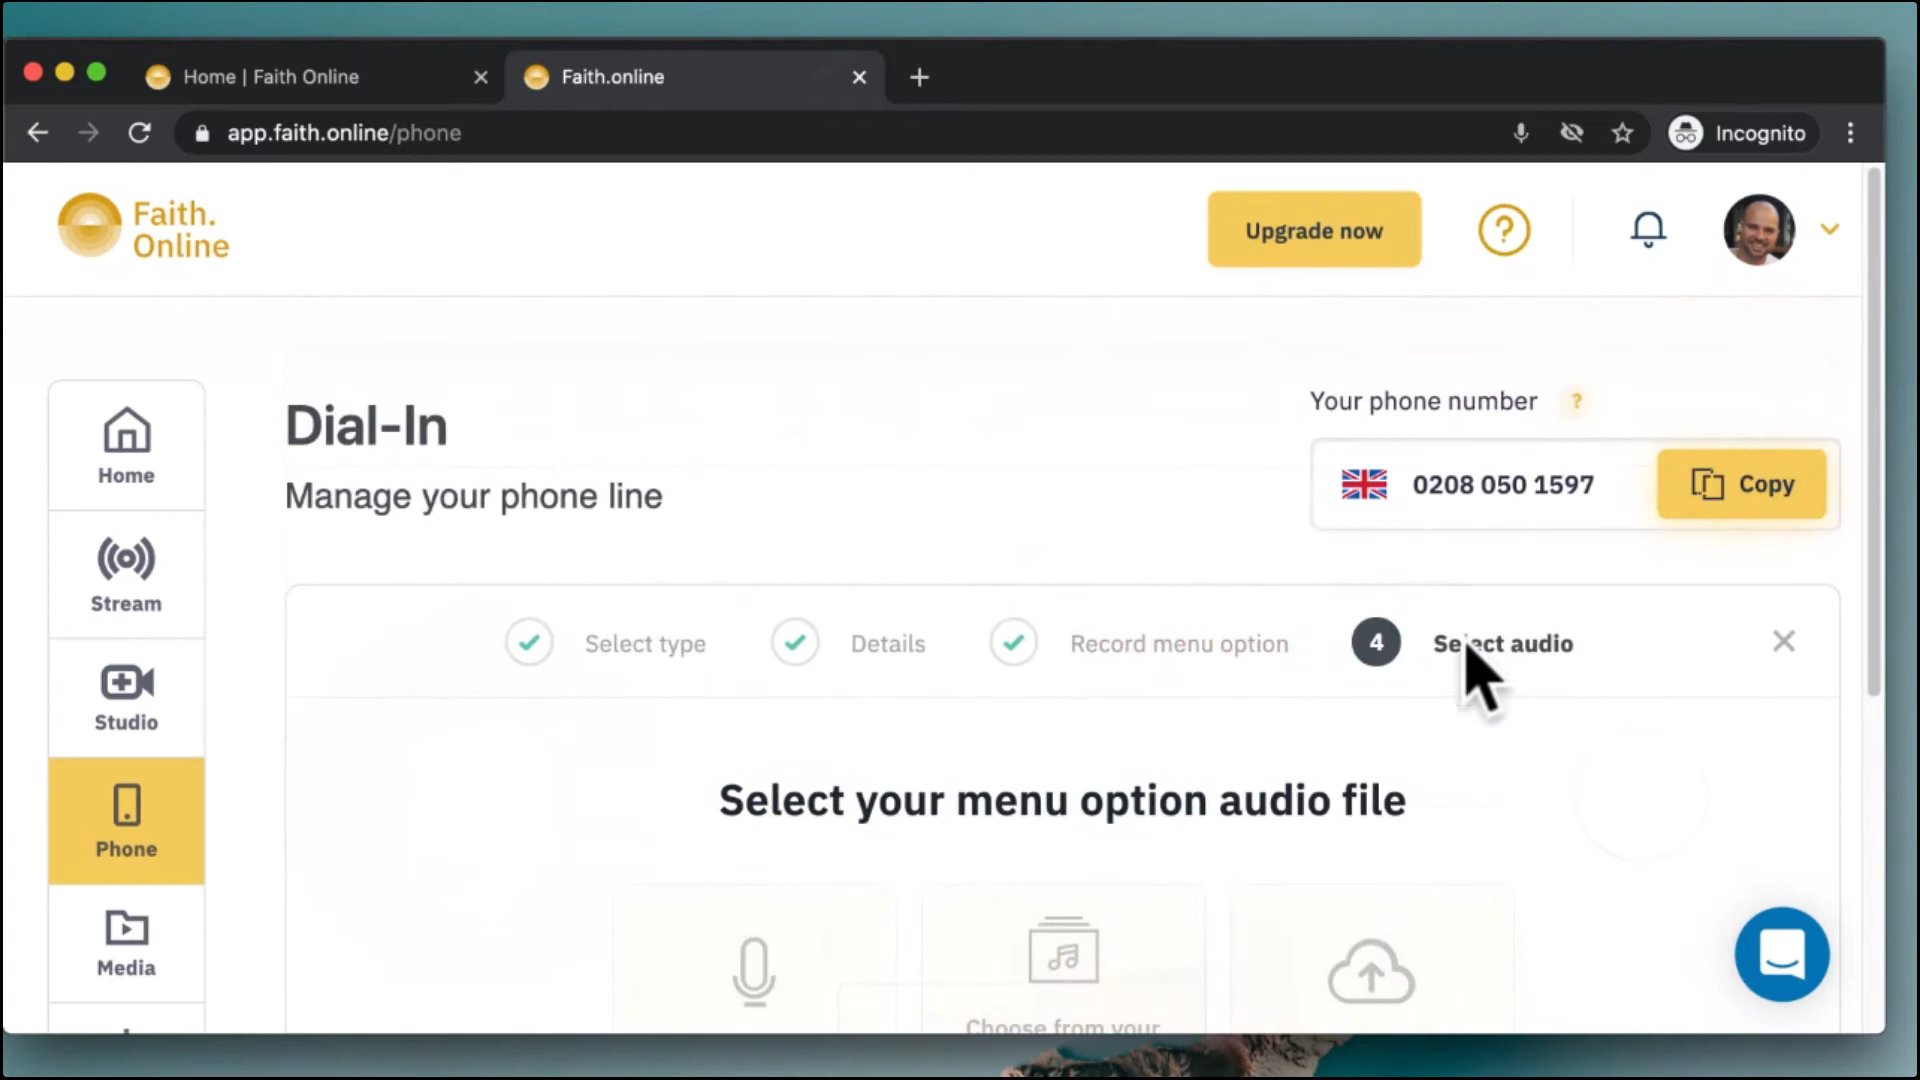 Home | Faith Online
Faith.online
app.faith.online/phone
Incognito
Faith.
Online
Upgrade now
?
Dial-In
Manage your phone line
Your phone number ?
0208 050 1597
Copy
Home
Stream
Studio
Phone
Media
Select type
Details
Record menu option
4 Select audio
Select your menu option audio file
Choose from your